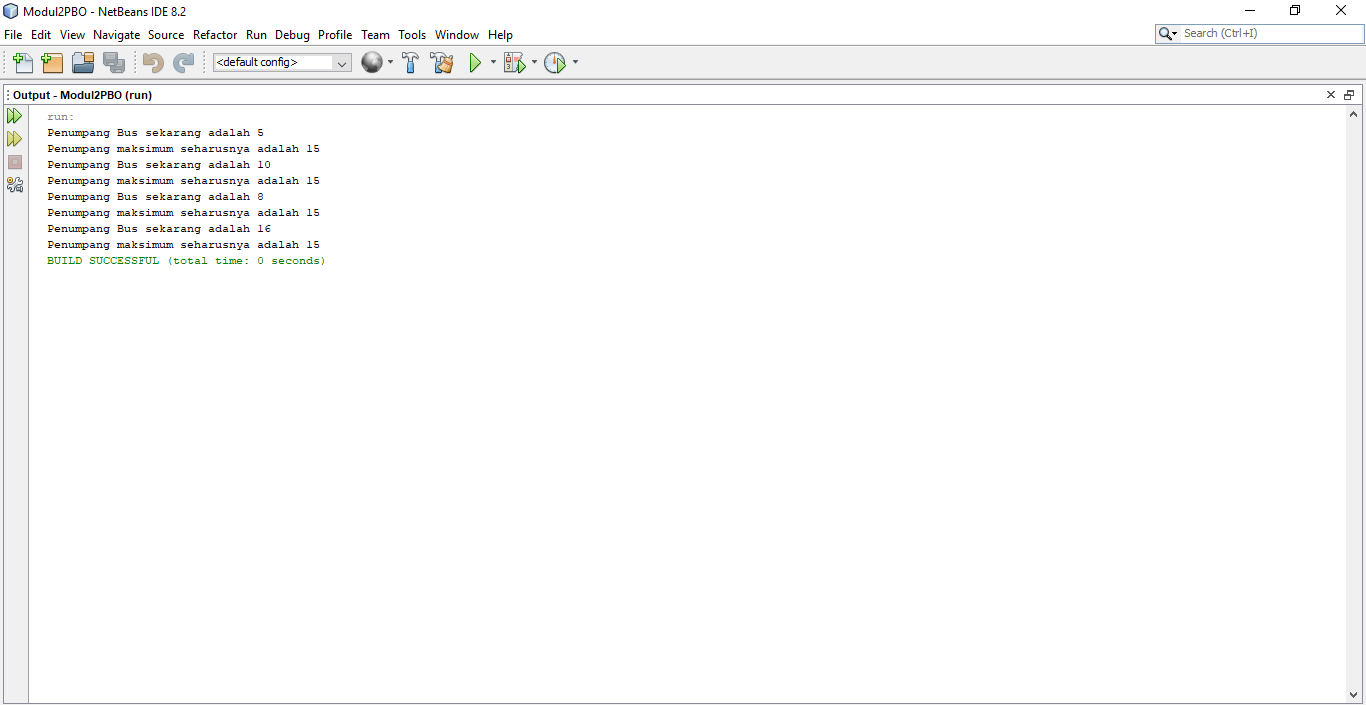 Modul2PBO - NetBeans IDE 8.2
File Edit View Navigate Source Refactor Run Debug Profile Team Tools Window Help
Search (Ctrl+I)
<default config>
Output - Modul2PBO (run)
run:
Penumpang Bus sekarang adalah 5
Penumpang maksimum seharusnya adalah 15
Penumpang Bus sekarang adalah 10
Penumpang maksimum seharusnya adalah 15
Penumpang Bus sekarang adalah 8
Penumpang maksimum seharusnya adalah 15
Penumpang Bus sekarang adalah 16
Penumpang maksimum seharusnya adalah 15
BUILD SUCCESSFUL (total time: 0 seconds)